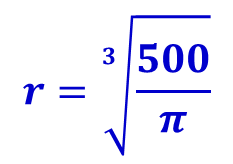 r = ∛(500/π)